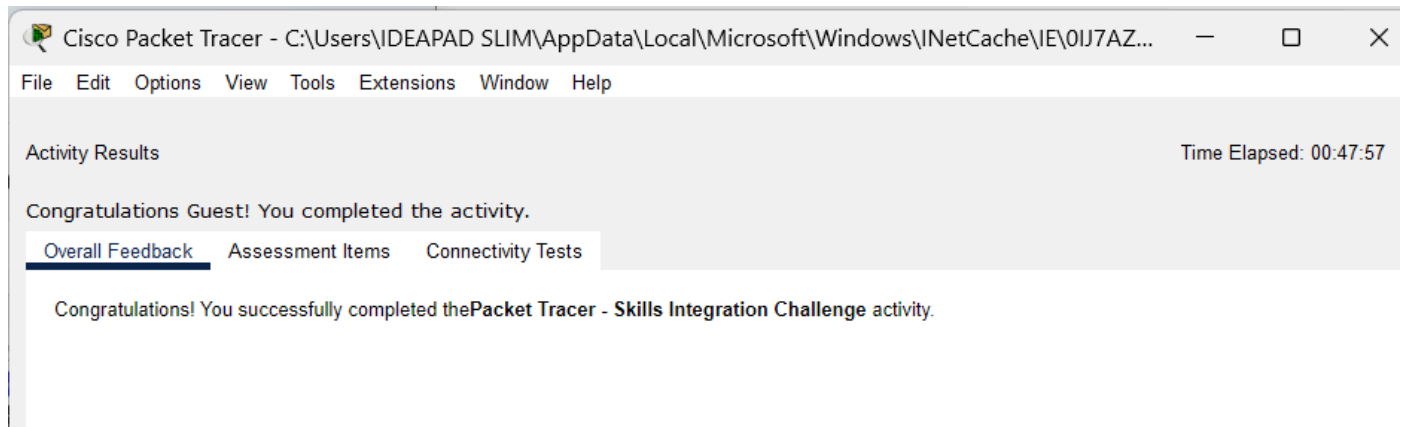 Cisco Packet Tracer - C:\Users\IDEAPAD SLIM\AppData\Local\Microsoft\Windows\INetCache\IE\0IJ7AZ...
File Edit Options View Tools Extensions Window Help
Activity Results Time Elapsed: 00:47:57
Congratulations Guest! You completed the activity.
Overall Feedback Assessment Items Connectivity Tests
Congratulations! You successfully completed thePacket Tracer - Skills Integration Challenge activity.